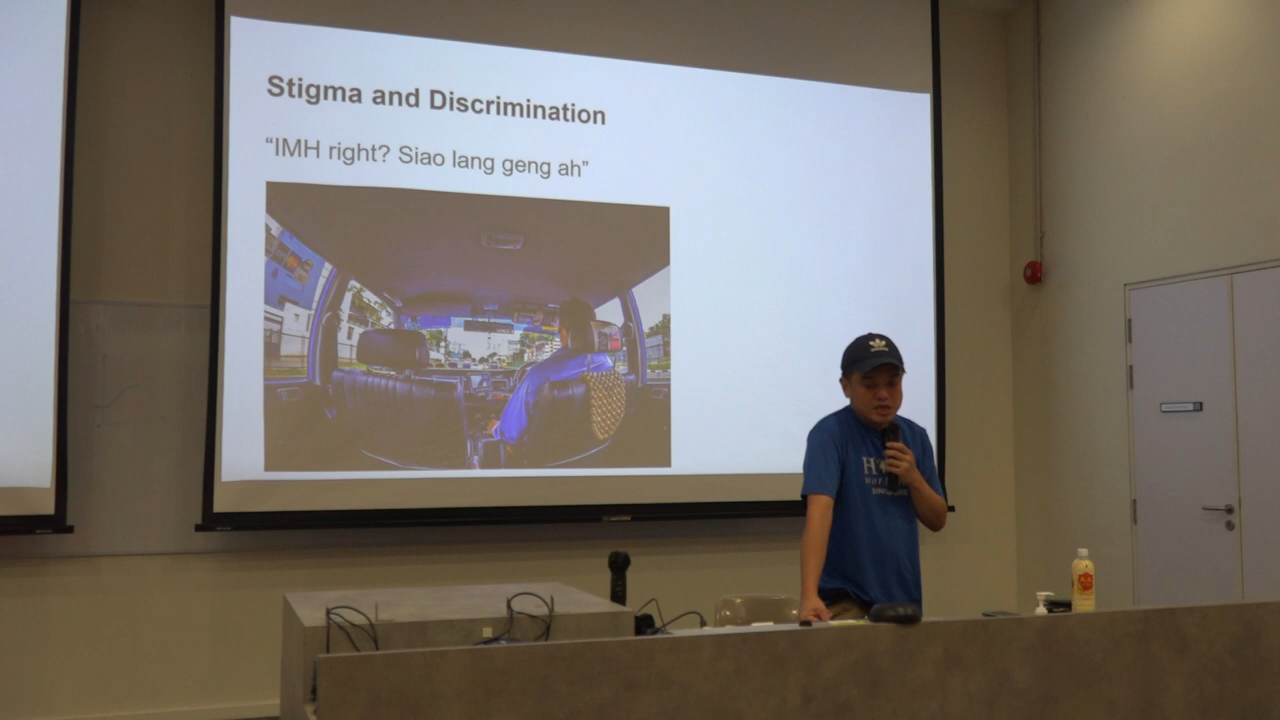 Stigma and Discrimination
“IMH right? Siao lang geng ah”